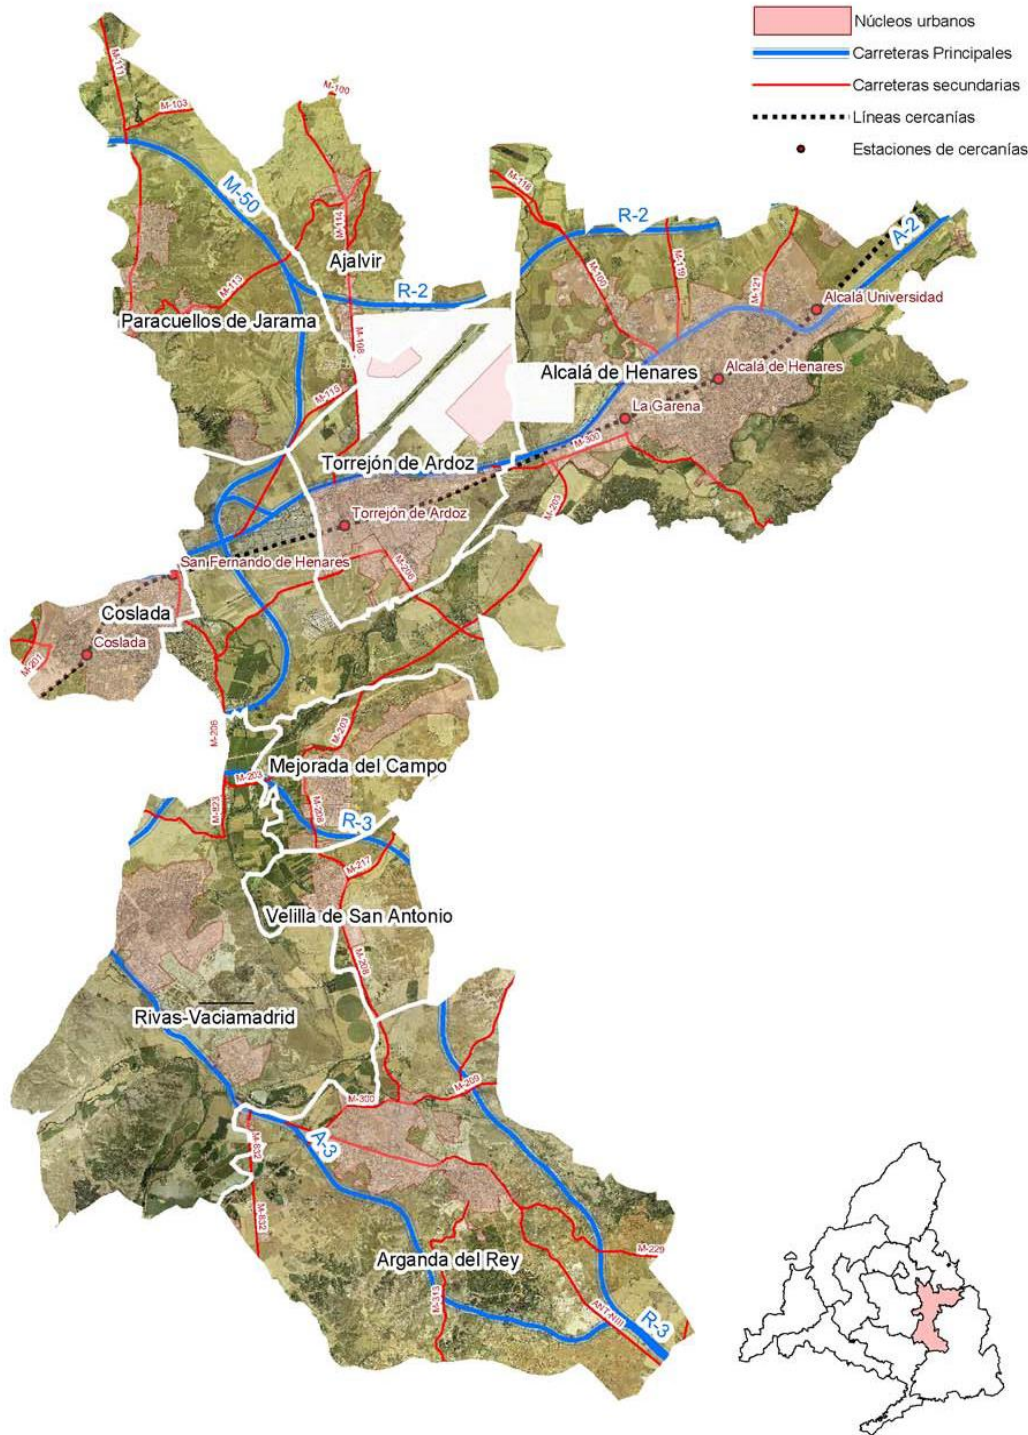 Núcleos urbanos
Carreteras Principales
Carreteras secundarias
Líneas cercanías
Estaciones de cercanías
M-111
M-103
M-100
M-50
M-114
M-113
Ajalvir
R-2
Paracuellos de Jarama
M-108
M-115
M-118
R-2
A-2
M-100
M-119
M-121
Alcalá Universidad
Alcalá de Henares
Alcalá de Henares
La Garena
M-300
M-203
Torrejón de Ardoz
Torrejón de Ardoz
San Fernando de Henares
M-206
Coslada
Coslada
M-201
M-206
M-203
Mejorada del Campo
M-203
M-823
M-208
R-3
M-217
Velilla de San Antonio
M-208
Rivas-Vaciamadrid
M-209
M-300
A-3
M-832
M-832
Arganda del Rey
M-229
M-313
ANT-NIII
R-3